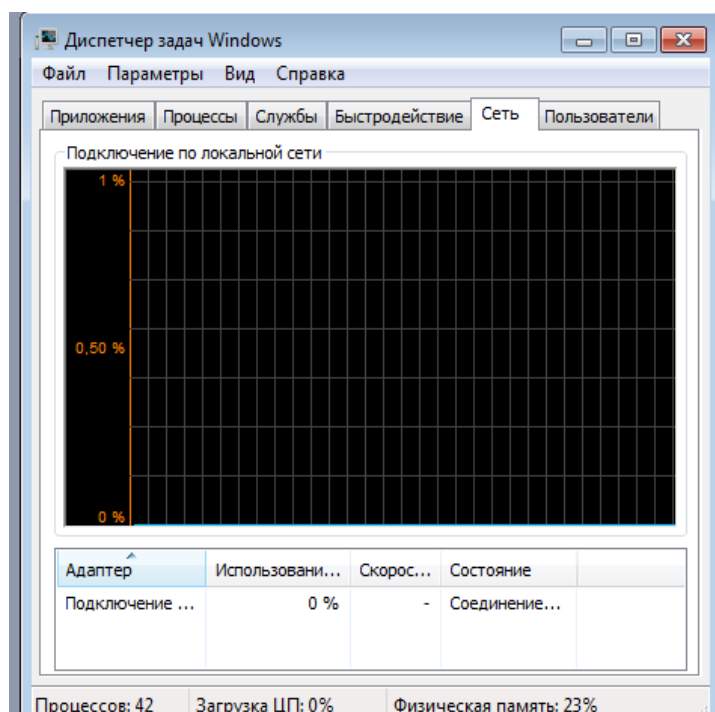 Диспетчер задач Windows
Файл Параметры Вид Справка
Приложения Процессы Службы Быстродействие Сеть Пользователи
Подключение по локальной сети
1 %
0,50 %
0 %
Адаптер Использовани... Скорос... Состояние
Подключение ... 0 % - Соединение...
Процессов: 42 Загрузка ЦП: 0% Физическая память: 23%